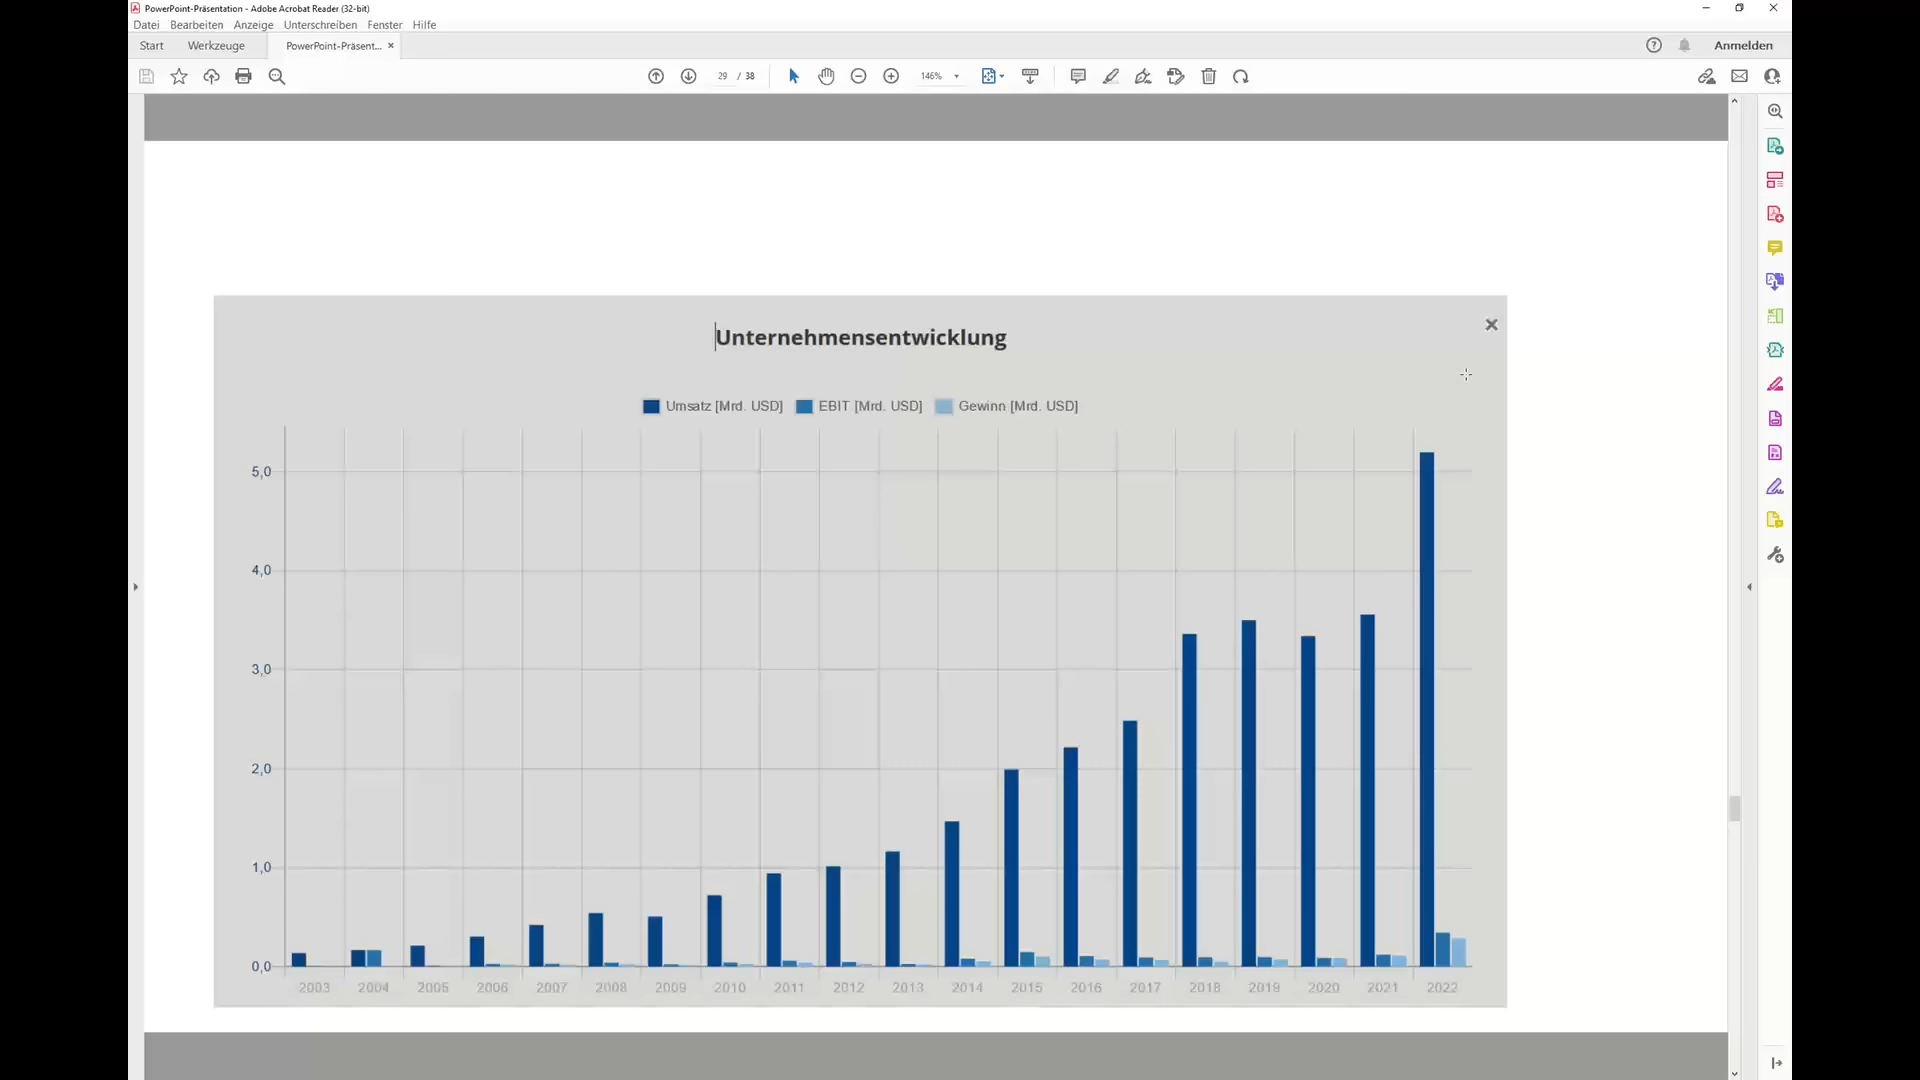 PowerPoint-Präsentation - Adobe Acrobat Reader (32-bit)
Datei Bearbeiten Anzeige Unterschreiben Fenster Hilfe
Start Werkzeuge PowerPoint-Präsent... Anmelden
29 / 38 146%
Unternehmensentwicklung
Umsatz [Mrd. USD] EBIT [Mrd. USD] Gewinn [Mrd. USD]
5,0
4,0
3,0
2,0
1,0
0,0
2003 2004 2005 2006 2007 2008 2009 2010 2011 2012 2013 2014 2015 2016 2017 2018 2019 2020 2021 2022